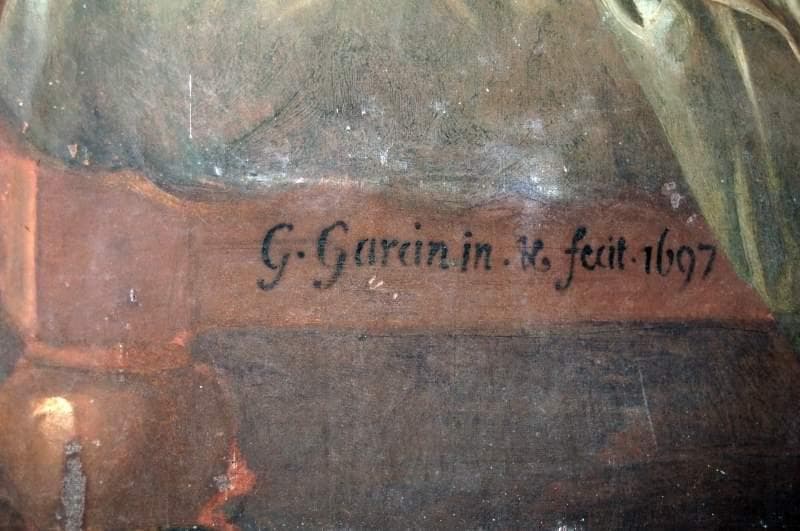 G. Garcin in. & fecit. 1697